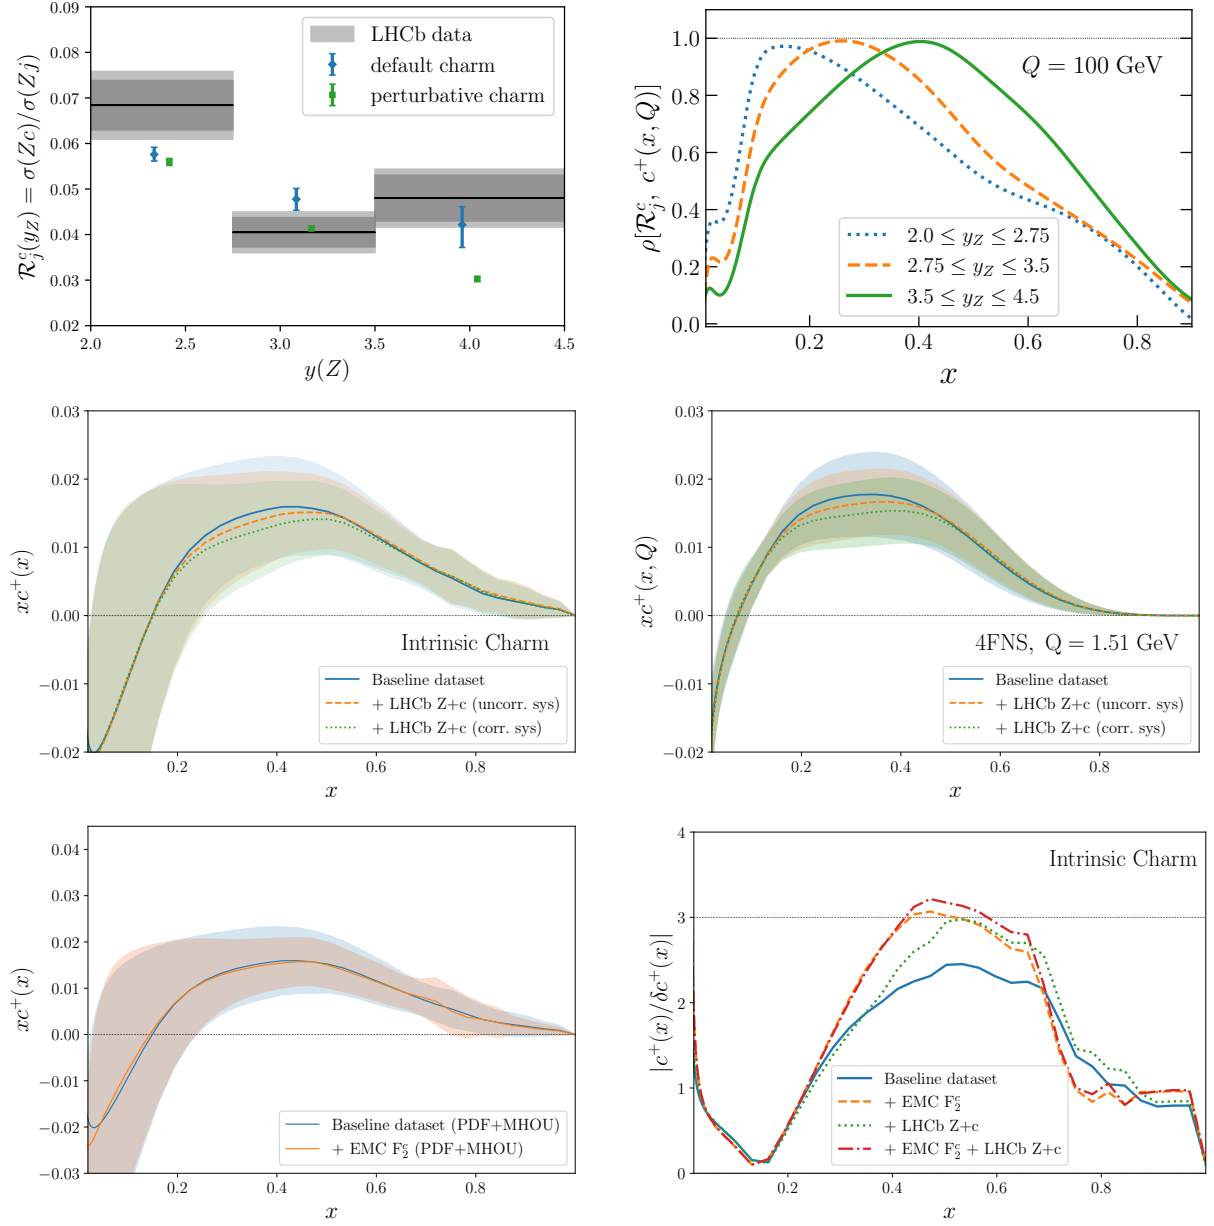 0.09
0.08
0.07
0.06
0.05
0.04
0.03
0.02
2.0 2.5 3.0 3.5 4.0 4.5
y(Z)
ℛ_j^c(y_Z) = σ(Zc)/σ(Zj)
LHCb data
default charm
perturbative charm
1.0
0.8
0.6
0.4
0.2
0.0
0.2 0.4 0.6 0.8
x
ρ[ℛ_j^c, c⁺(x, Q)]
Q = 100 GeV
2.0 ≤ y_Z ≤ 2.75
2.75 ≤ y_Z ≤ 3.5
3.5 ≤ y_Z ≤ 4.5
0.03
0.02
0.01
0.00
−0.01
−0.02
0.2 0.4 0.6 0.8
x
xc⁺(x)
Intrinsic Charm
Baseline dataset
+ LHCb Z+c (uncorr. sys)
+ LHCb Z+c (corr. sys)
0.03
0.02
0.01
0.00
−0.01
−0.02
0.2 0.4 0.6 0.8
x
xc⁺(x, Q)
4FNS, Q = 1.51 GeV
Baseline dataset
+ LHCb Z+c (uncorr. sys)
+ LHCb Z+c (corr. sys)
0.04
0.03
0.02
0.01
0.00
−0.01
−0.02
−0.03
0.2 0.4 0.6 0.8
x
xc⁺(x)
Baseline dataset (PDF+MHOU)
+ EMC F₂ᶜ (PDF+MHOU)
4
3
2
1
0
0.2 0.4 0.6 0.8
x
|c⁺(x)/δc⁺(x)|
Intrinsic Charm
Baseline dataset
+ EMC F₂ᶜ
+ LHCb Z+c
+ EMC F₂ᶜ + LHCb Z+c